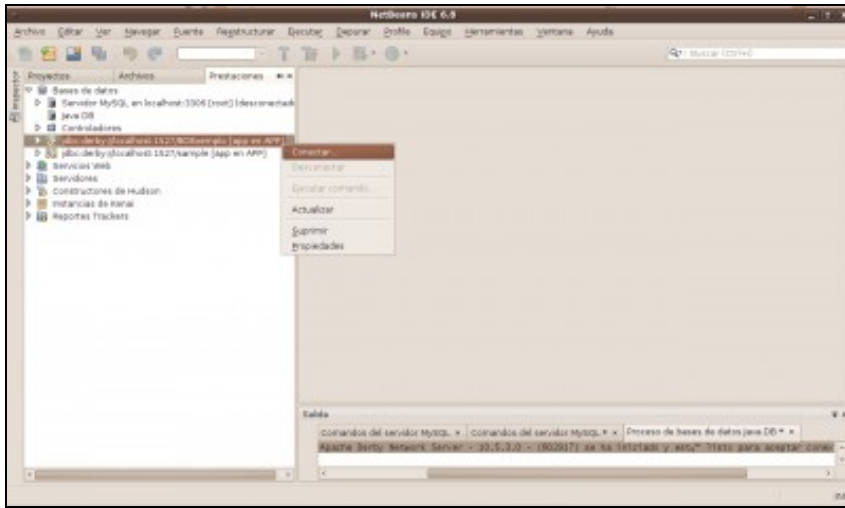 NetBeans IDE 6.8
Archivo Editar Ver Navegar Fuente Reestructurar Ejecutar Depurar Profile Equipo Herramientas Ventana Ayuda
Buscar (Ctrl+I)
Proyectos Archivos Prestaciones
Inspector
Bases de datos
Servidor MySQL en localhost:3306 [root] (desconectad
Java DB
Controladores
jdbc:derby://localhost:1527/ [app en APP]
jdbc:derby://localhost:1527/sample [app en APP]
Servicios Web
Servidores
Constructores de Hudson
Instancias de Kenai
Reportes Trackers
Conectar...
Desconectar
Ejecutar comando...
Actualizar
Suprimir
Propiedades
Salida
Comandos del servidor MySQL Comandos del servidor MySQL Proceso de bases de datos Java DB
Apache Derby Network Server - 10.5.3.0 - (802917) se ha iniciado y listo para aceptar conex